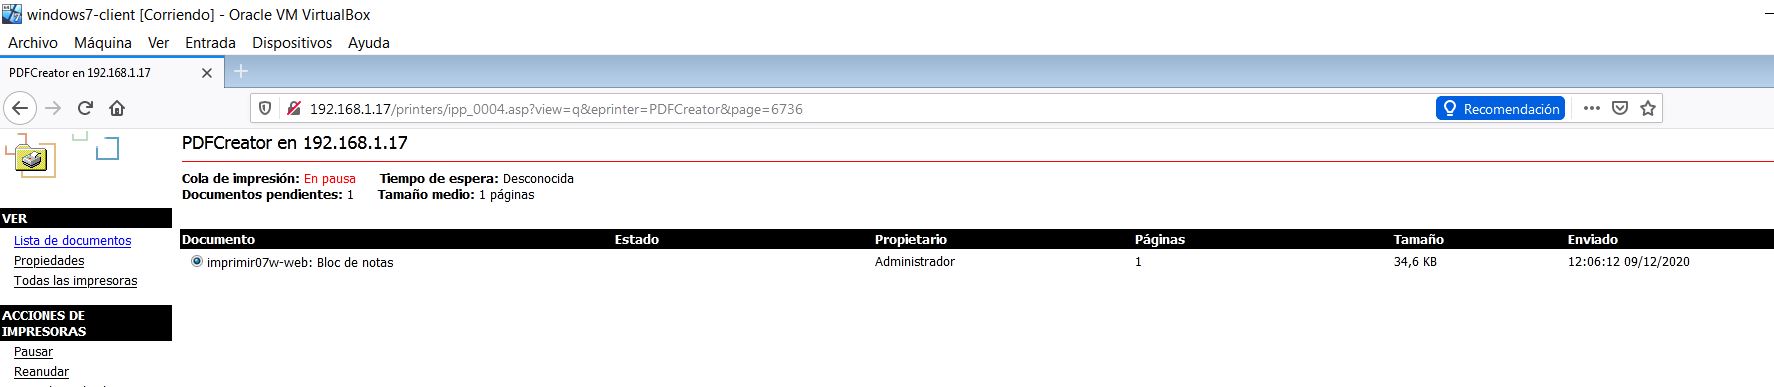 windows7-client [Corriendo] - Oracle VM VirtualBox
Archivo Máquina Ver Entrada Dispositivos Ayuda
PDFCreator en 192.168.1.17
192.168.1.17/printers/ipp_0004.asp?view=q&eprinter=PDFCreator&page=6736 Recomendación
PDFCreator en 192.168.1.17
Cola de impresión: En pausa Tiempo de espera: Desconocida
Documentos pendientes: 1 Tamaño medio: 1 páginas
VER
Lista de documentos
Propiedades
Todas las impresoras
ACCIONES DE
IMPRESORAS
Pausar
Reanudar
Documento Estado Propietario Páginas Tamaño Enviado
imprimir07w-web: Bloc de notas Administrador 1 34,6 KB 12:06:12 09/12/2020